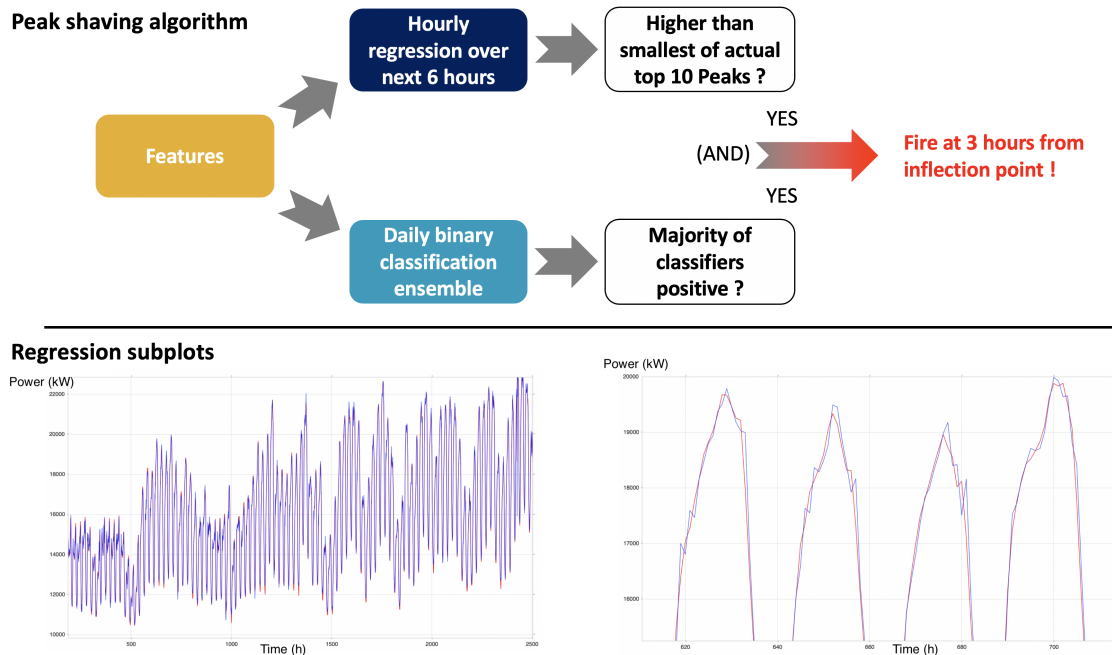 Peak shaving algorithm
Features
Hourly
regression over
next 6 hours
Higher than
smallest of actual
top 10 Peaks ?
YES
(AND)
YES
Fire at 3 hours from
inflection point !
Daily binary
classification
ensemble
Majority of
classifiers
positive ?
Regression subplots
Power (kW)
22000
20000
18000
16000
14000
12000
10000
500
1000
1500
2000
2500
Time (h)
Power (kW)
20000
19000
18000
17000
16000
620
640
660
680
700
Time (h)